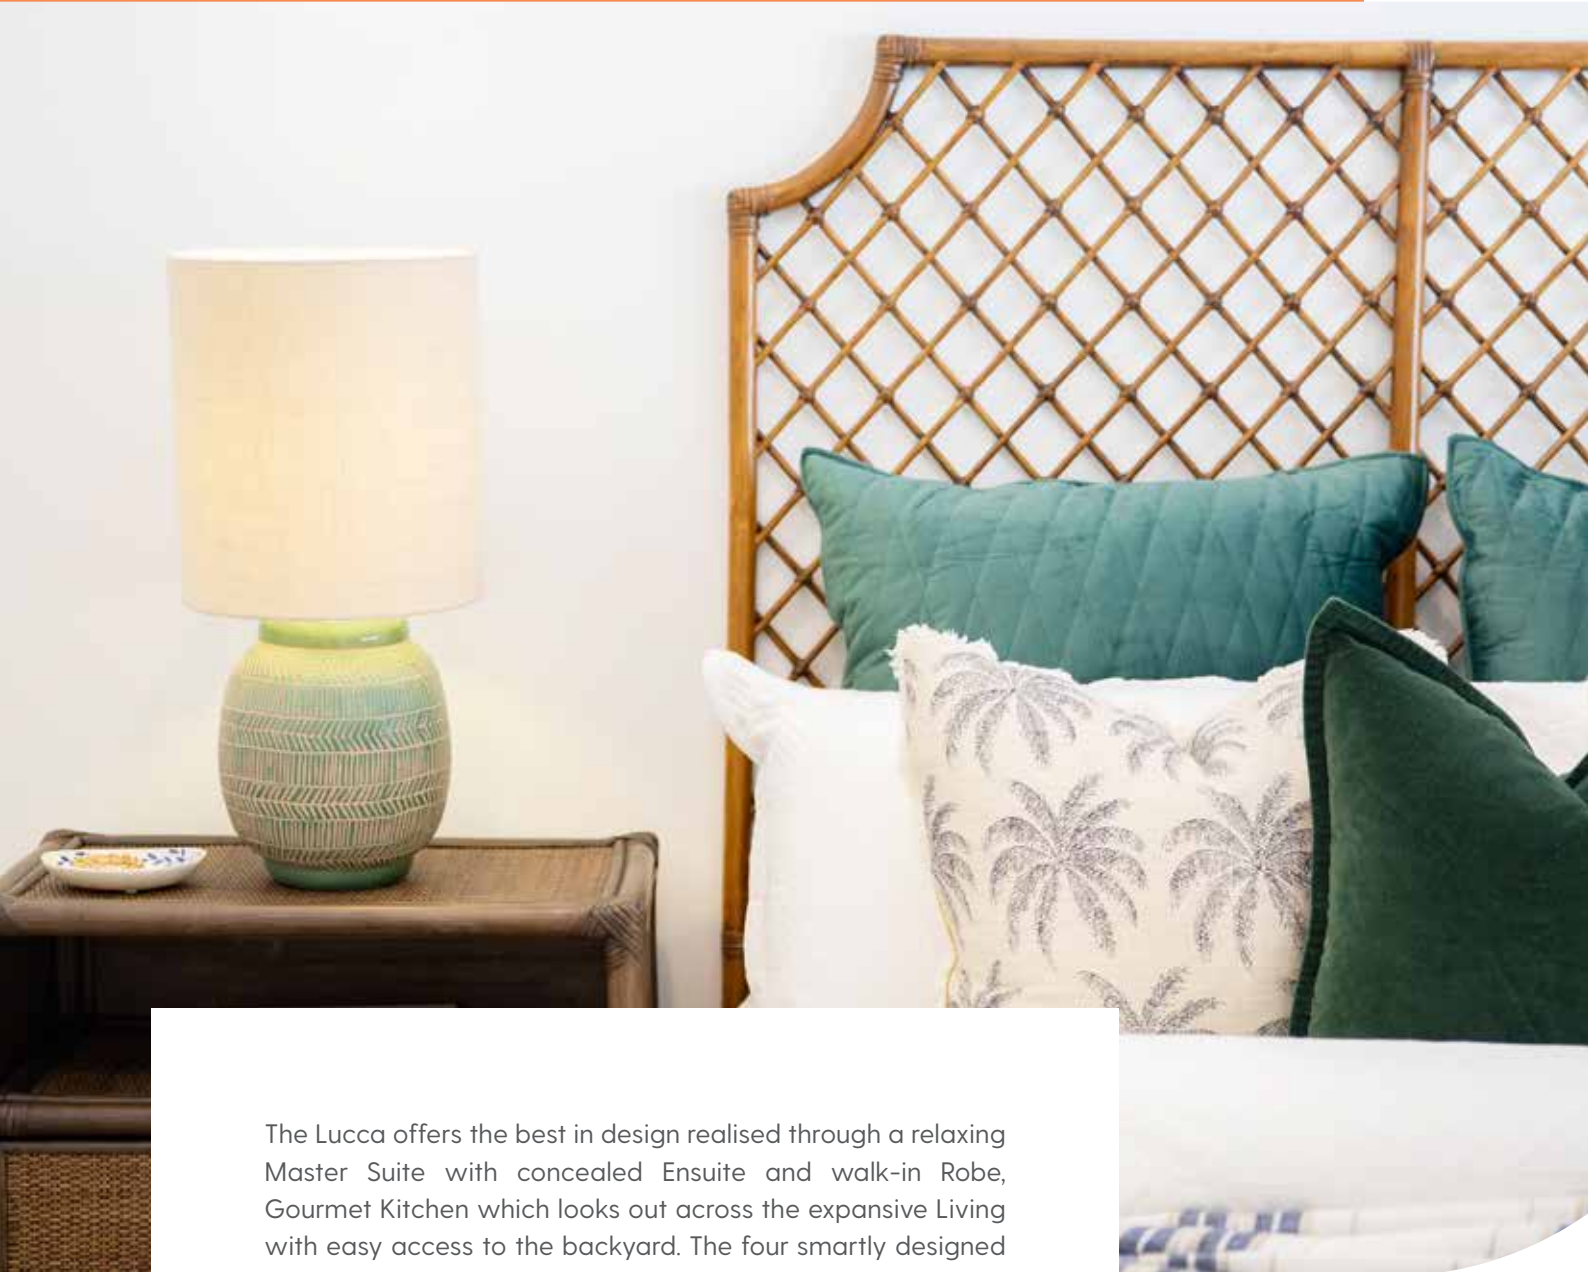 The Lucca offers the best in design realised through a relaxing
Master Suite with concealed Ensuite and walk-in Robe,
Gourmet Kitchen which looks out across the expansive Living
with easy access to the backyard. The four smartly designed